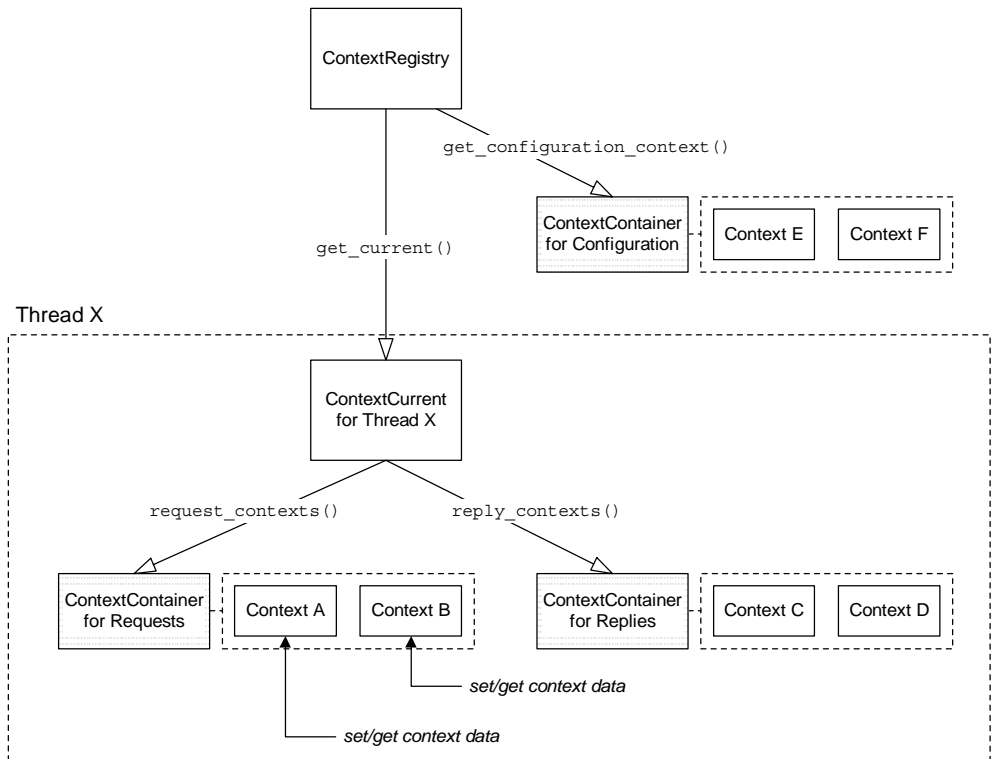 ContextRegistry
get_configuration_context()
ContextContainer
for Configuration
Context E
Context F
get_current()
Thread X
ContextCurrent
for Thread X
request_contexts()
reply_contexts()
ContextContainer
for Requests
Context A
Context B
ContextContainer
for Replies
Context C
Context D
set/get context data
set/get context data